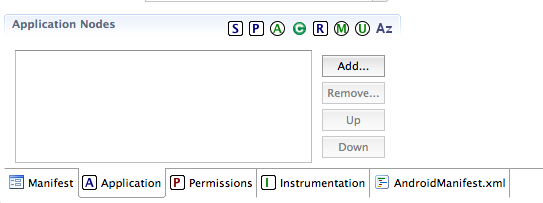 Application Nodes S P A C R M U Az
Add...
Remove...
Up
Down
Manifest A Application P Permissions I Instrumentation AndroidManifest.xml